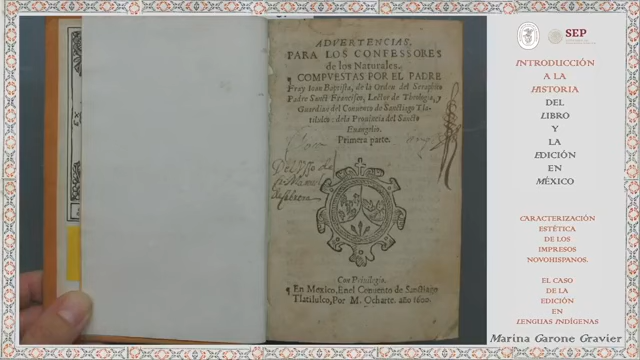 ADVERTENCIAS,
PARA LOS CONFESSORES
de los Naturales.
COMPVESTAS POR EL PADRE
Fray Ioan Baptista, de la Orden del Seraphico
Padre Sanct Francisco, Lector de Theologia, y
Guardian del Conuento de Sanctiago Tla-
tilulco: de la Prouincia del Sancto
Euangelio.
Primera parte.
Con Priuilegio.
En Mexico, En el Conuento de Sanctiago
Tlatilulco, Por M. Ocharte. año 1600.
SEP
INTRODUCCIÓN
A LA
HISTORIA
DEL
LIBRO
Y
LA
EDICIÓN
EN
MÉXICO
CARACTERIZACIÓN
ESTÉTICA
DE LOS
IMPRESOS
NOVOHISPANOS.
EL CASO
DE LA
EDICIÓN
EN
LENGUAS INDÍGENAS
Marina Garone Gravier